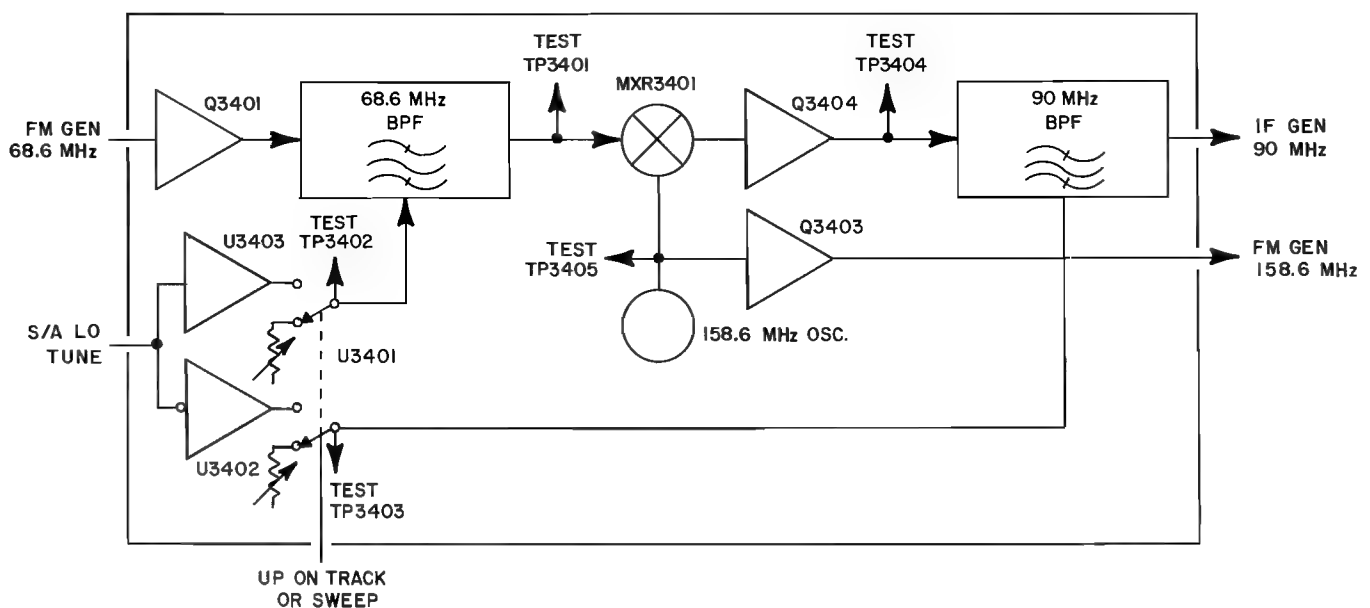 TEST
TP3401
TEST
TP3404
MXR3401
Q3401
68.6 MHz
BPF
Q3404
90 MHz
BPF
FM GEN
68.6 MHz
IF GEN
90 MHz
U3403
TEST
TP3402
Q3403
TEST
TP3405
FM GEN
158.6 MHz
S/A LO
TUNE
158.6 MHz OSC.
U3401
U3402
TEST
TP3403
UP ON TRACK
OR SWEEP